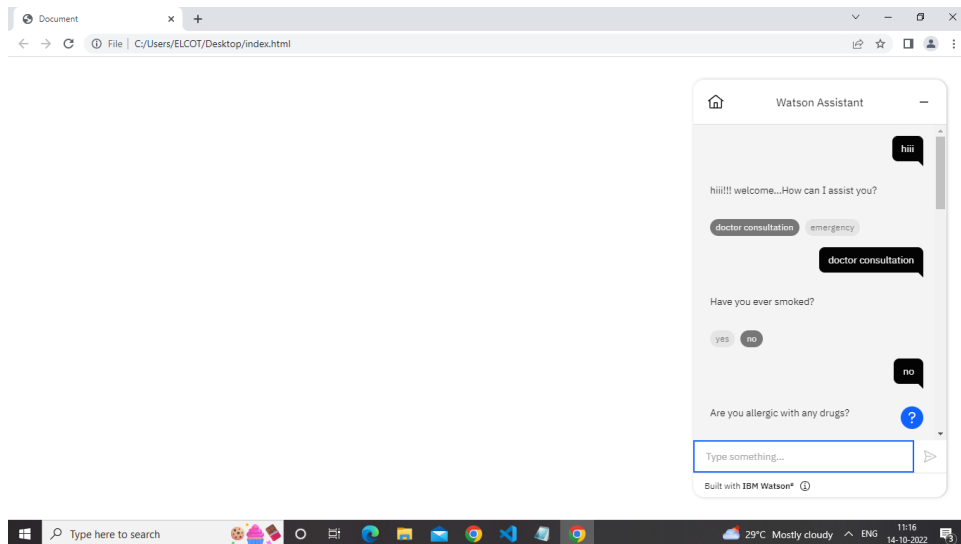 Document
File | C:/Users/ELCOT/Desktop/index.html
Watson Assistant
hiii
hiii!!! welcome...How can I assist you?
doctor consultation emergency
doctor consultation
Have you ever smoked?
yes no
no
Are you allergic with any drugs?
?
Type something...
Built with IBM Watson®
Type here to search
29°C Mostly cloudy ENG
11:16
14-10-2022
3